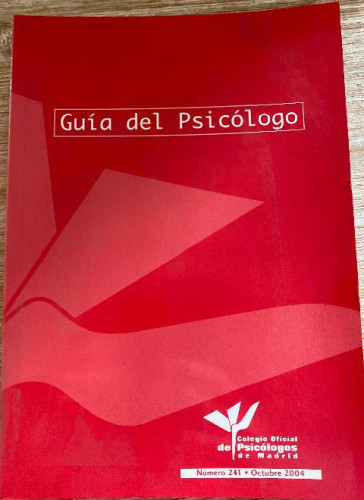 Guía del Psicólogo
Colegio Oficial
de Psicólogos
de Madrid
Número 241 • Octubre 2004